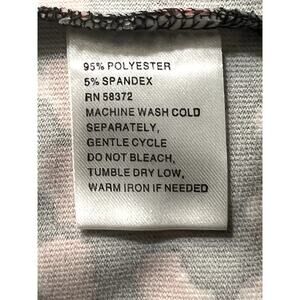 95% POLYESTER
5% SPANDEX
RN 58372
MACHINE WASH COLD
SEPARATELY,
GENTLE CYCLE
DO NOT BLEACH,
TUMBLE DRY LOW,
WARM IRON IF NEEDED